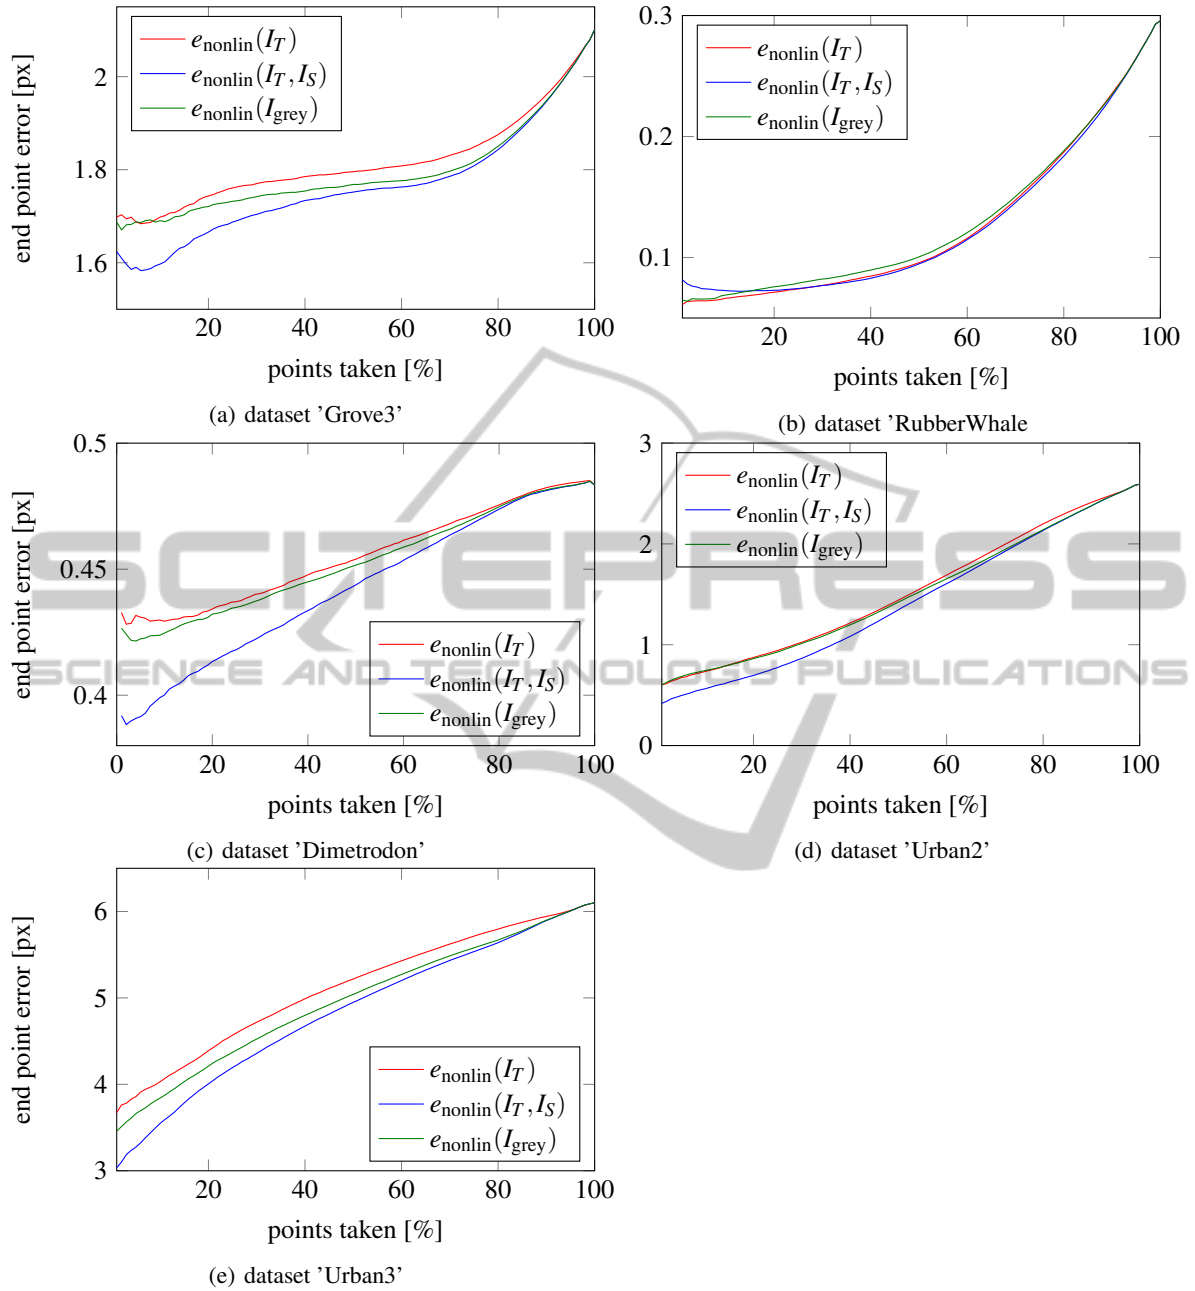 end point error [px]
2
1.8
1.6
e_nonlin(I_T)
e_nonlin(I_T, I_S)
e_nonlin(I_grey)
20 40 60 80 100
points taken [%]
(a) dataset 'Grove3'
0.3
0.2
0.1
e_nonlin(I_T)
e_nonlin(I_T, I_S)
e_nonlin(I_grey)
20 40 60 80 100
points taken [%]
(b) dataset 'RubberWhale
end point error [px]
0.5
0.45
0.4
e_nonlin(I_T)
e_nonlin(I_T, I_S)
e_nonlin(I_grey)
0 20 40 60 80 100
points taken [%]
(c) dataset 'Dimetrodon'
3
2
1
0
e_nonlin(I_T)
e_nonlin(I_T, I_S)
e_nonlin(I_grey)
20 40 60 80 100
points taken [%]
(d) dataset 'Urban2'
SCITEPRESS
SCIENCE AND TECHNOLOGY PUBLICATIONS
end point error [px]
6
5
4
3
e_nonlin(I_T)
e_nonlin(I_T, I_S)
e_nonlin(I_grey)
20 40 60 80 100
points taken [%]
(e) dataset 'Urban3'